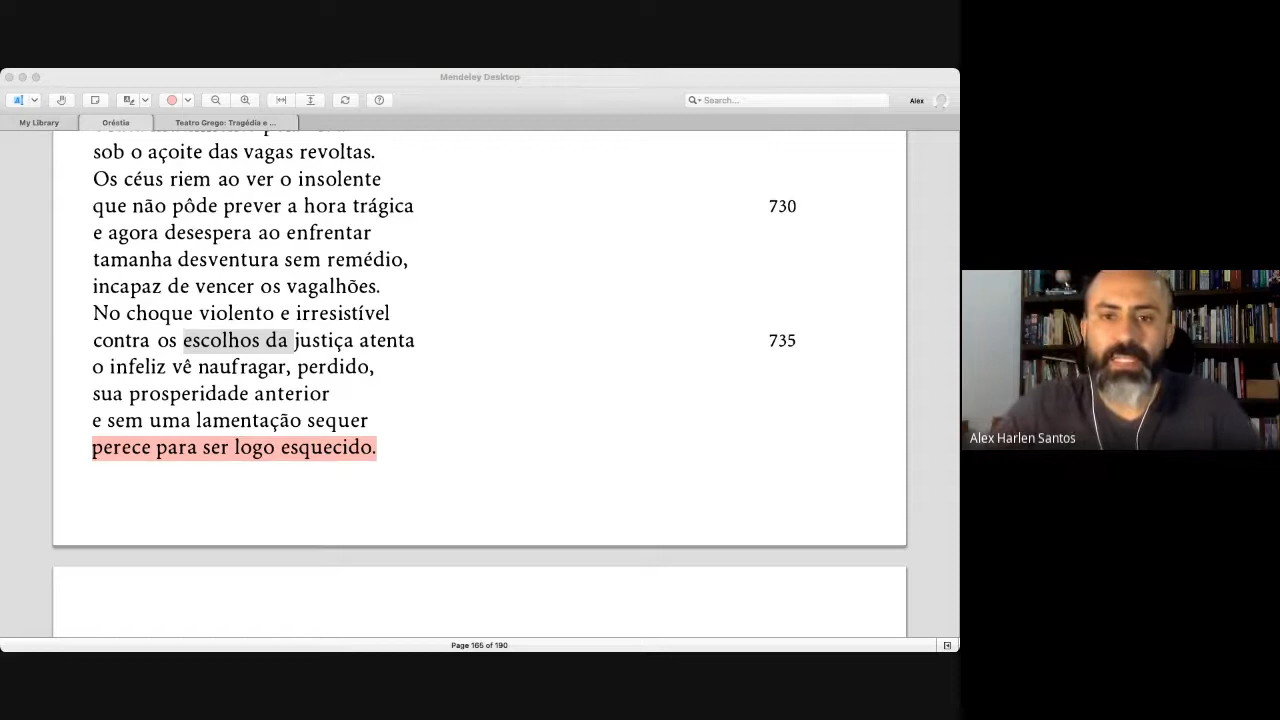 Mendeley Desktop
Search...
Alex
My Library
Oréstia
Teatro Grego: Tragédia e ...
sob o açoite das vagas revoltas.
Os céus riem ao ver o insolente
que não pôde prever a hora trágica
730
e agora desespera ao enfrentar
tamanha desventura sem remédio,
incapaz de vencer os vagalhões.
No choque violento e irresistível
contra os escolhos da justiça atenta
735
o infeliz vê naufragar, perdido,
sua prosperidade anterior
e sem uma lamentação sequer
perece para ser logo esquecido.
Page 165 of 190
Alex Harlen Santos